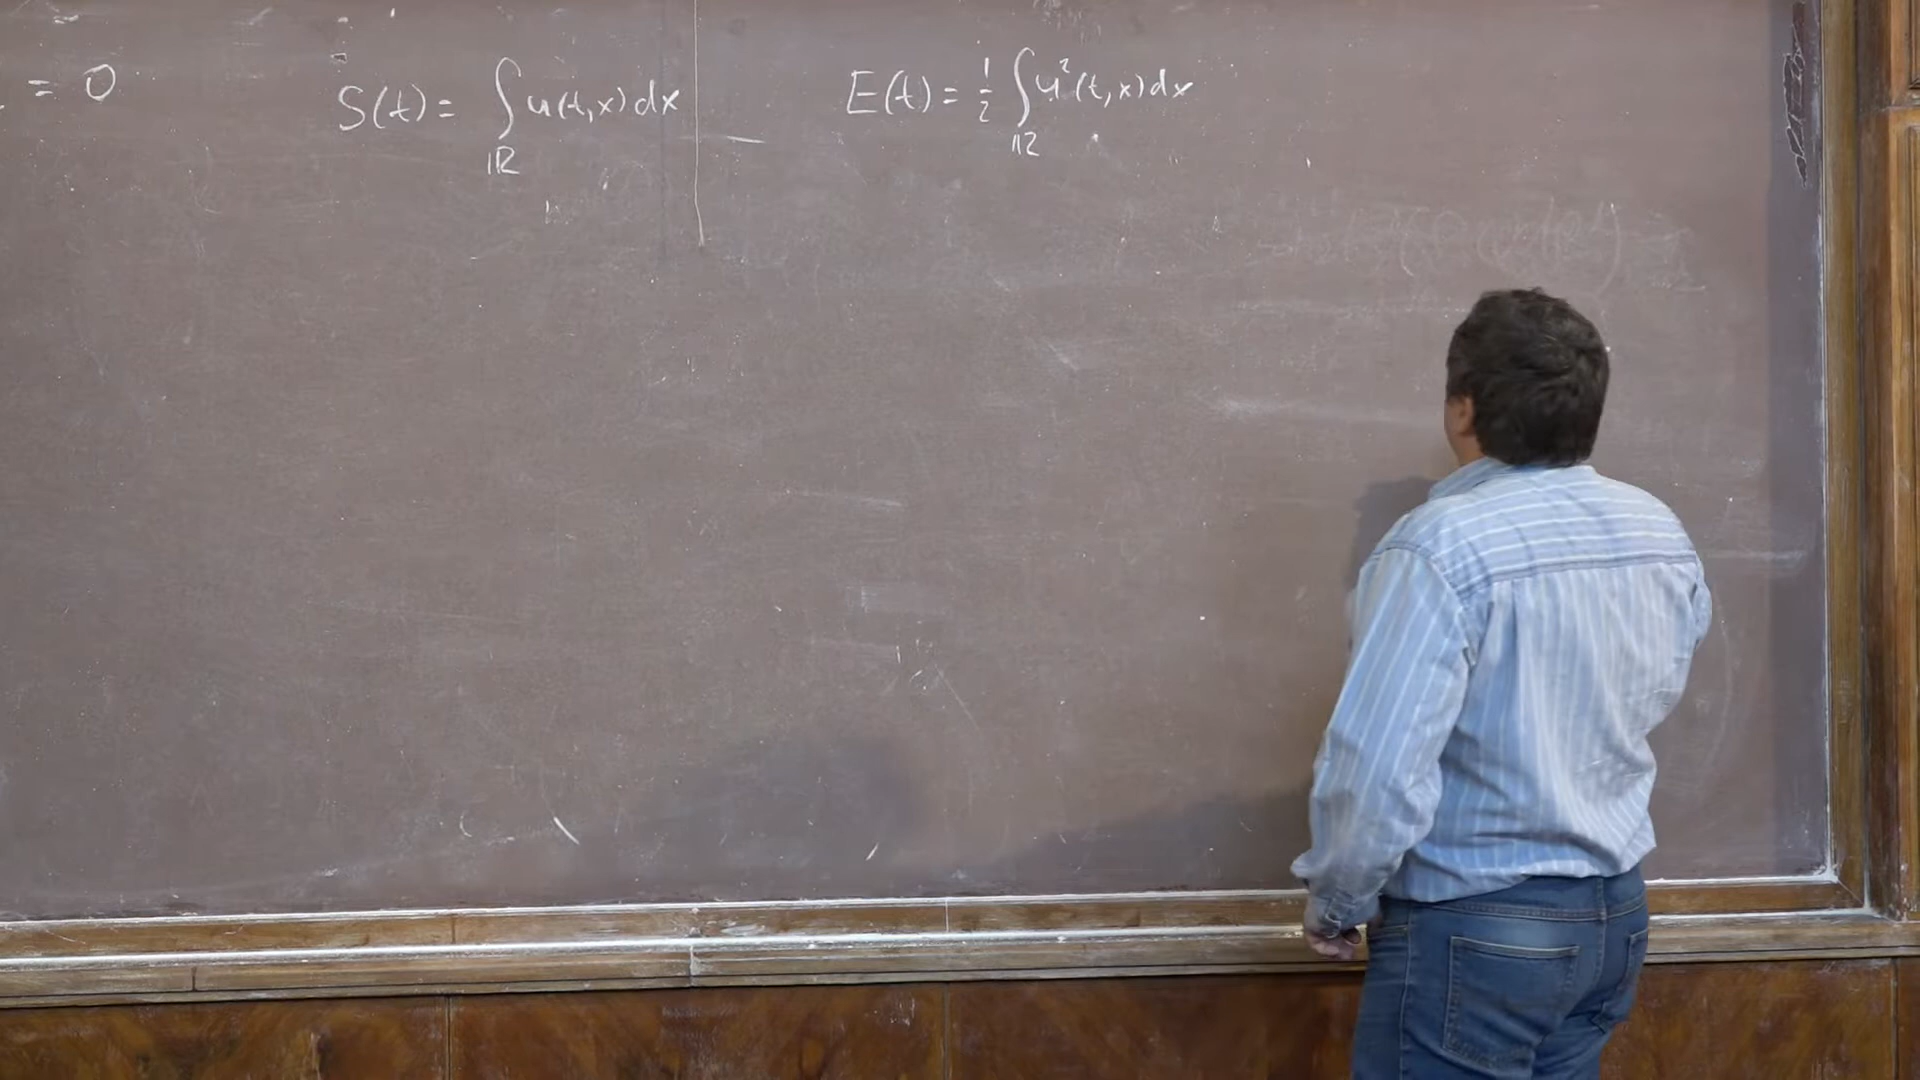 = 0
S(t) = ∫_ℝ u(t,x) dx
E(t) = 1/2 ∫_ℝ u²(t,x) dx